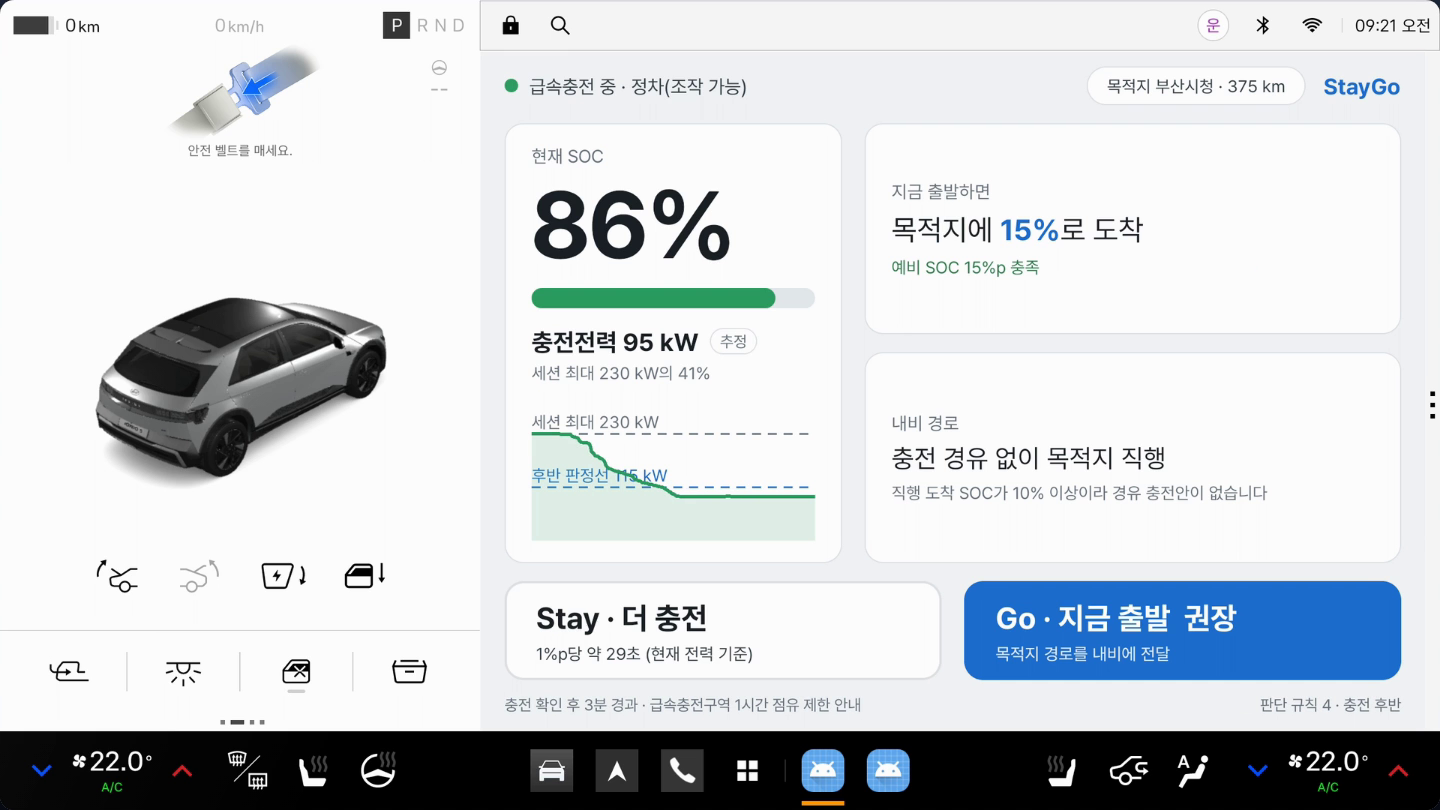 0 km
0 km/h
P R N D
운
09:21 오전
--
안전 벨트를 매세요.
급속충전 중 · 정차(조작 가능)
목적지 부산시청 · 375 km
StayGo
현재 SOC
86%
충전전력 95 kW 추정
세션 최대 230 kW의 41%
세션 최대 230 kW
후반 판정선 115 kW
지금 출발하면
목적지에 15%로 도착
예비 SOC 15%p 충족
내비 경로
충전 경유 없이 목적지 직행
직행 도착 SOC가 10% 이상이라 경유 충전안이 없습니다
Stay · 더 충전
1%p당 약 29초 (현재 전력 기준)
Go · 지금 출발 권장
목적지 경로를 내비에 전달
충전 확인 후 3분 경과 · 급속충전구역 1시간 점유 제한 안내
판단 규칙 4 · 충전 후반
22.0°
A/C
A
22.0°
A/C